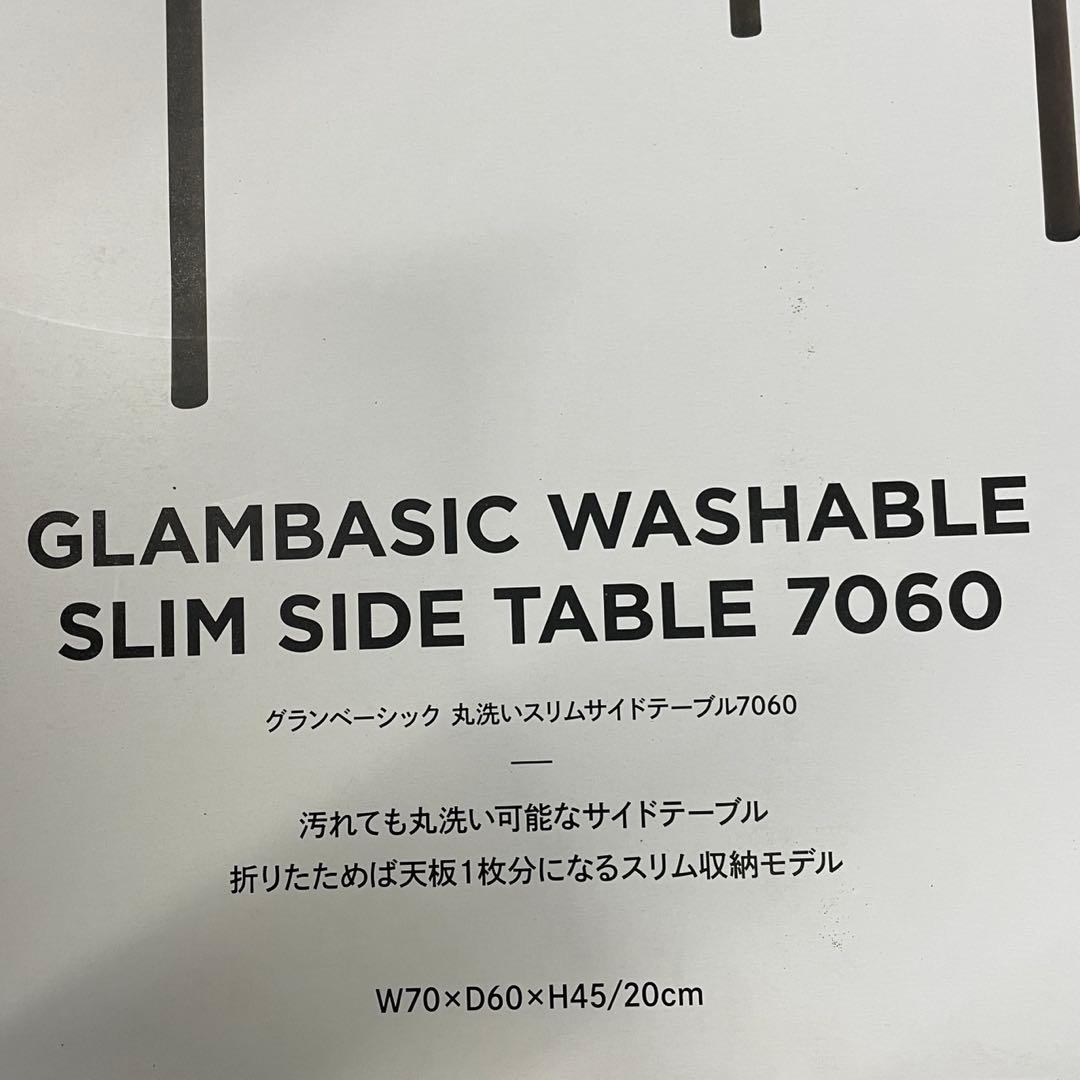 GLAMBASIC WASHABLE
SLIM SIDE TABLE 7060
グランベーシック 丸洗いスリムサイドテーブル7060
汚れても丸洗い可能なサイドテーブル
折りたためば天板1枚分になるスリム収納モデル
W70×D60×H45/20cm